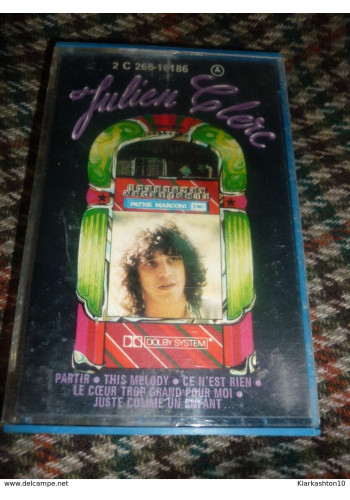 2 C 266-16186 A
Julien Clerc
PATHE MARCONI EMI
DOLBY SYSTEM
PARTIR • THIS MELODY • CE N'EST RIEN •
LE CŒUR TROP GRAND POUR MOI •
JUSTE COMME UN ENFANT ...
www.delcampe.net
Klarkashton10